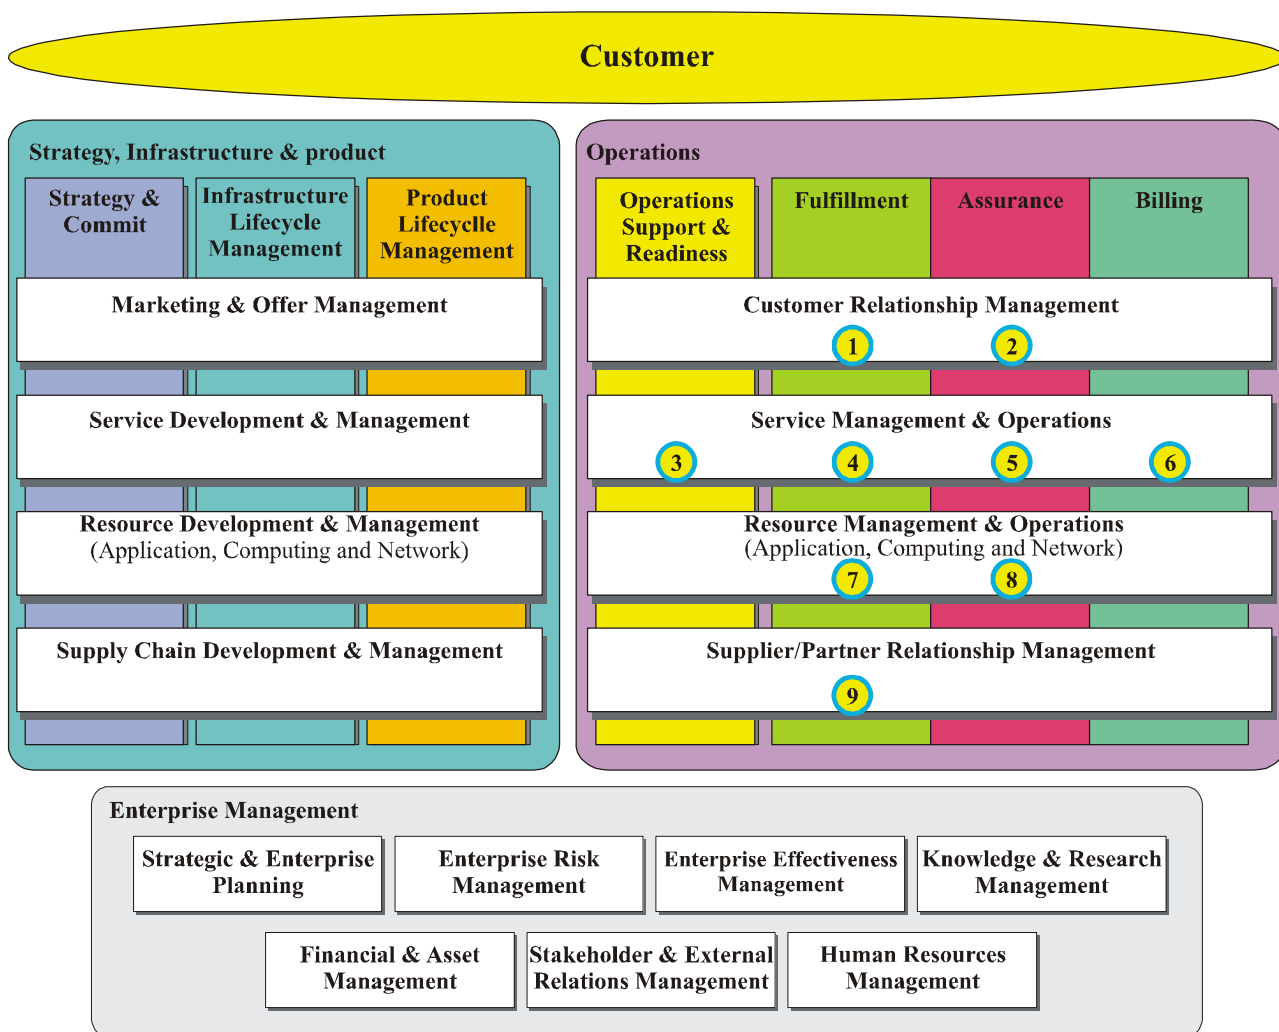 Customer
Strategy, Infrastructure & product
Strategy &
Commit
Infrastructure
Lifecycle
Management
Product
Lifecyclle
Management
Marketing & Offer Management
Service Development & Management
Resource Development & Management
(Application, Computing and Network)
Supply Chain Development & Management
Operations
Operations
Support &
Readiness
Fulfillment
Assurance
Billing
Customer Relationship Management
1
2
Service Management & Operations
3
4
5
6
Resource Management & Operations
(Application, Computing and Network)
7
8
Supplier/Partner Relationship Management
9
Enterprise Management
Strategic & Enterprise
Planning
Enterprise Risk
Management
Enterprise Effectiveness
Management
Knowledge & Research
Management
Financial & Asset
Management
Stakeholder & External
Relations Management
Human Resources
Management